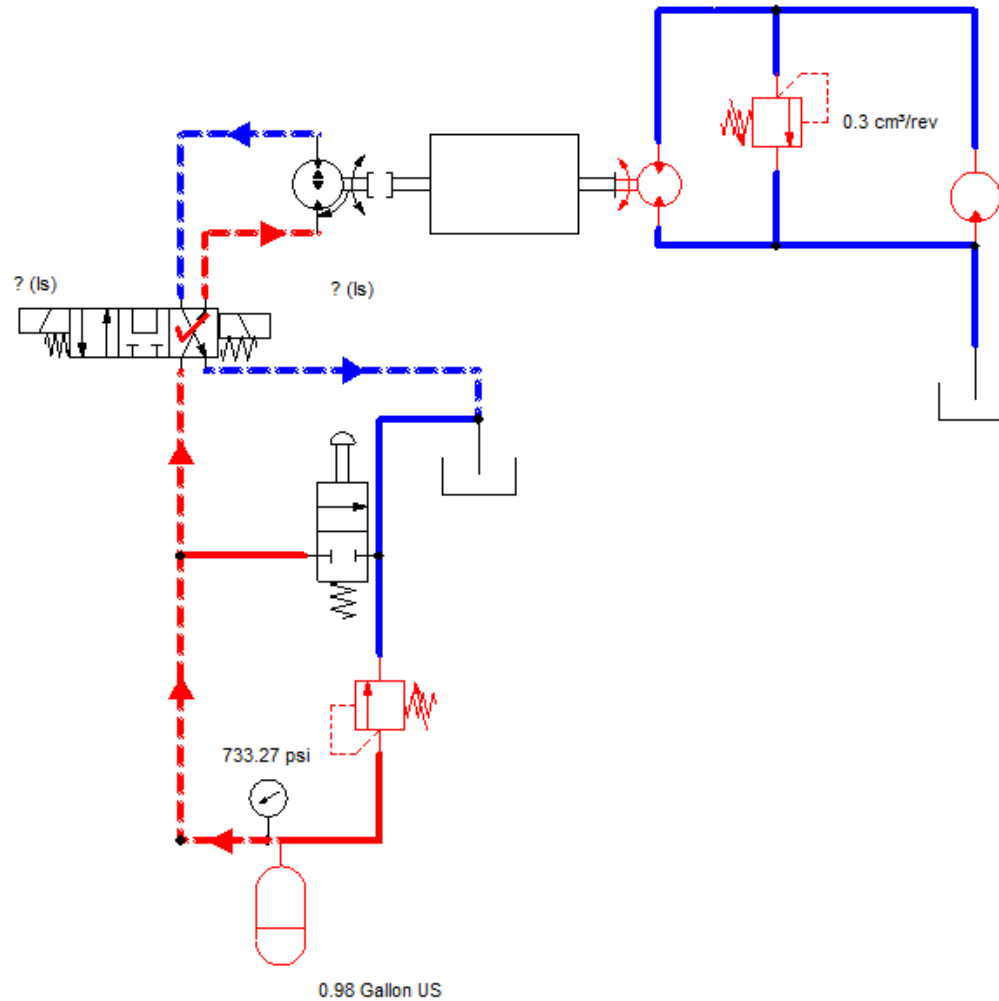 0.3 cm³/rev
? (ls)
? (ls)
733.27 psi
0.98 Gallon US